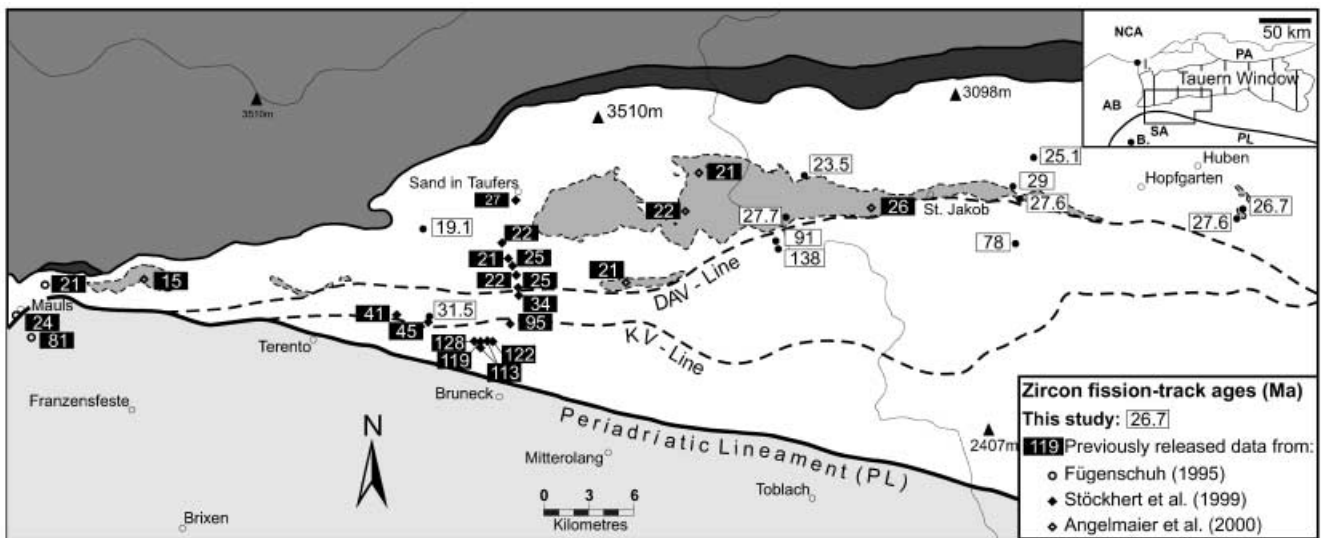 50 km
NCA
PA
Tauern Window
AB
SA
PL
B.
3510m
3510m
3098m
Huben
Hopfgarten
25.1
23.5
21
29
Sand in Taufers
27
22
26
St. Jakob
27.6
26.7
27.6
27.7
19.1
22
91
138
78
21
25
22
25
21
21
15
34
DAV - Line
Mauls
24
81
41
31.5
45
95
KV - Line
Terento
128
119
122
113
Bruneck
Franzensfeste
N
Periadriatic Lineament (PL)
2407m
Mitterolang
Toblach
Brixen
0 3 6
Kilometres
Zircon fission-track ages (Ma)
This study: 26.7
119 Previously released data from:
Fügenschuh (1995)
Stöckhert et al. (1999)
Angelmaier et al. (2000)